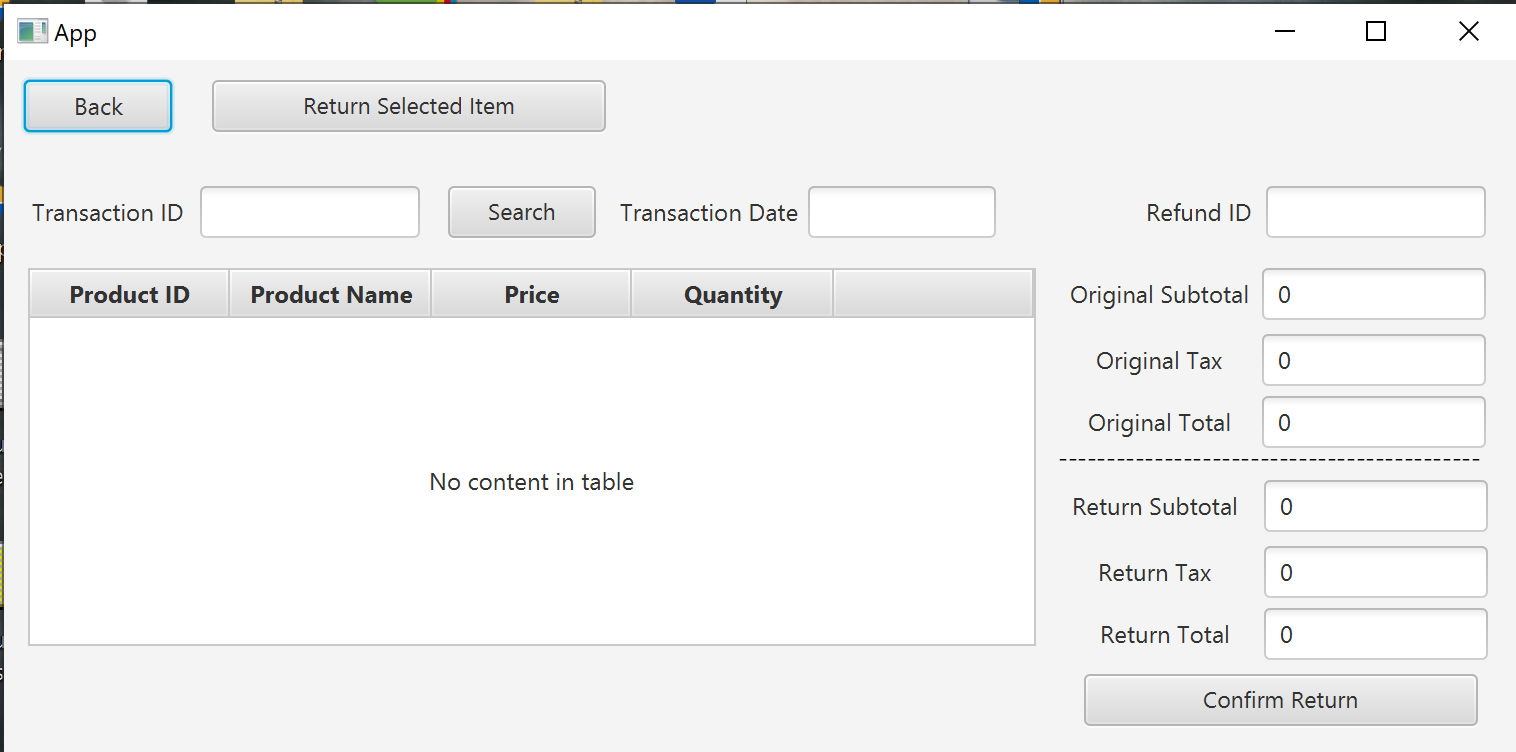 App
Back
Return Selected Item
Transaction ID
Search
Transaction Date
Refund ID
Product ID
Product Name
Price
Quantity
Original Subtotal
0
Original Tax
0
Original Total
0
--------------------------------------------
No content in table
Return Subtotal
0
Return Tax
0
Return Total
0
Confirm Return